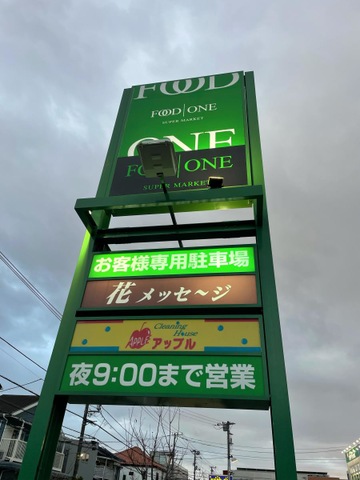 FOOD
FOOD ONE
SUPER MARKET
ONE
FOOD ONE
SUPER MARKET
お客様専用駐車場
花メッセ〜ジ
Cleaning House
APPLE アップル
夜9:00まで営業